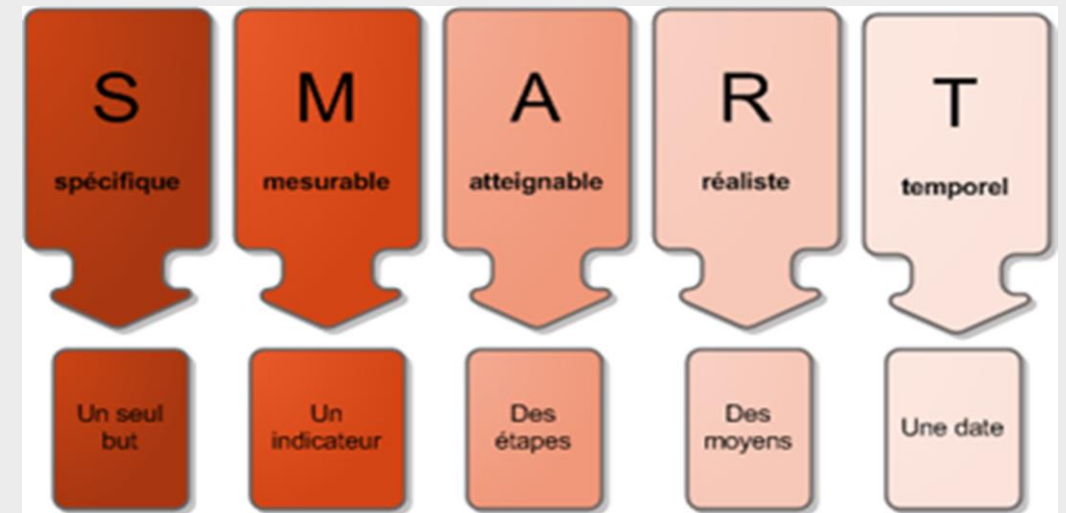 S
spécifique
M
mesurable
A
atteignable
R
réaliste
T
temporel
Un seul
but
Un
indicateur
Des
étapes
Des
moyens
Une date